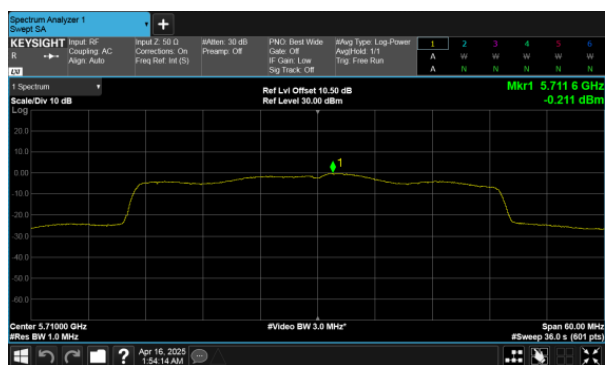 Spectrum Analyzer 1
Swept SA
+
KEYSIGHT
R
LXI
Input: RF
Coupling: AC
Align: Auto
Input Z: 50 Ω
Corrections: On
Freq Ref: Int (S)
#Atten: 30 dB
Preamp: Off
PNO: Best Wide
Gate: Off
IF Gain: Low
Sig Track: Off
#Avg Type: Log-Power
Avg|Hold: 1/1
Trig: Free Run
1 2 3 4 5 6
A W W W W W
A N N N N N
1 Spectrum
Scale/Div 10 dB
Ref Lvl Offset 10.50 dB
Ref Level 30.00 dBm
Mkr1 5.711 6 GHz
-0.211 dBm
Log
20.0
10.0
1
0.00
-10.0
-20.0
-30.0
-40.0
-50.0
-60.0
Center 5.71000 GHz
#Res BW 1.0 MHz
#Video BW 3.0 MHz*
Span 60.00 MHz
#Sweep 36.0 s (601 pts)
?
Apr 16, 2025
1:54:14 AM